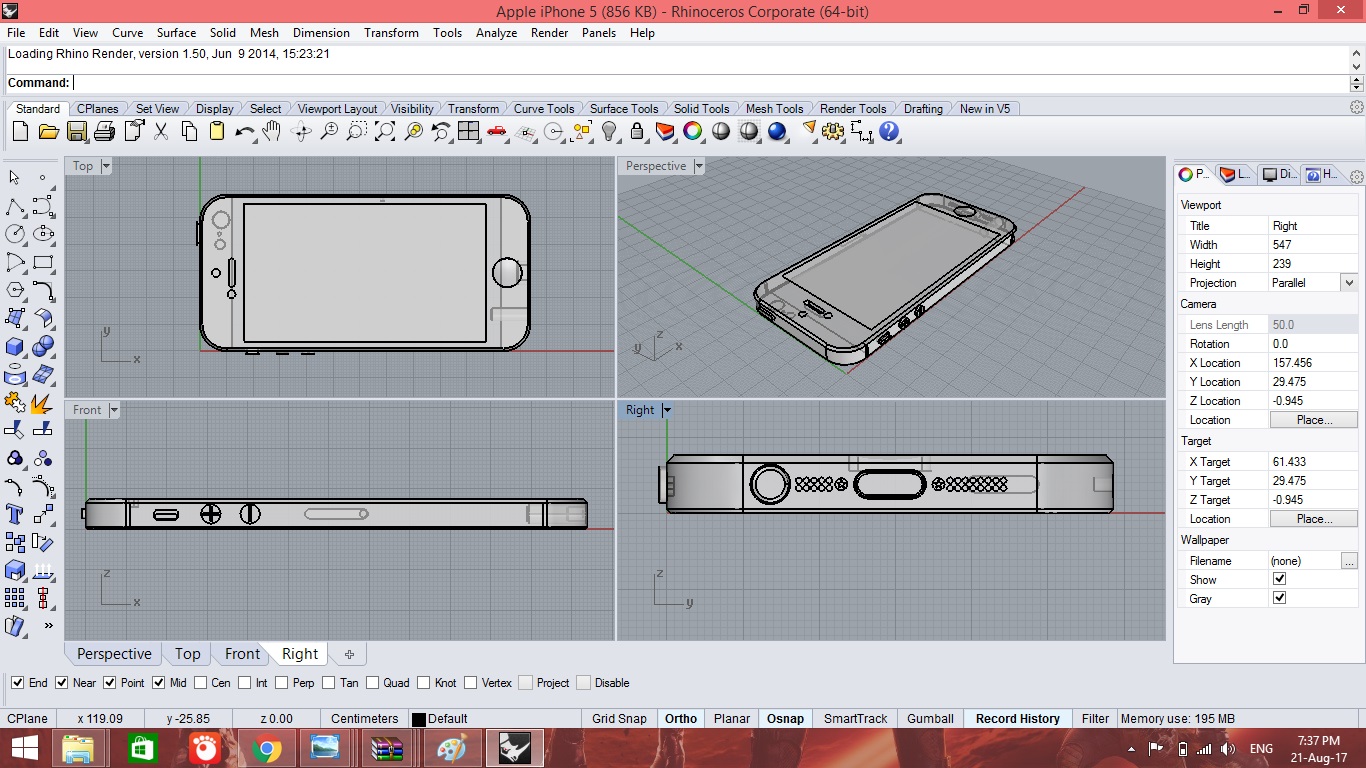 Apple iPhone 5 (856 KB) - Rhinoceros Corporate (64-bit)
File Edit View Curve Surface Solid Mesh Dimension Transform Tools Analyze Render Panels Help
Loading Rhino Render, version 1.50, Jun 9 2014, 15:23:21
Command:
Standard CPlanes Set View Display Select Viewport Layout Visibility Transform Curve Tools Surface Tools Solid Tools Mesh Tools Render Tools Drafting New in V5
Top
y
x
Perspective
z
y
x
Front
z
x
Right
z
y
P... L... Di... H...
Viewport
Title Right
Width 547
Height 239
Projection Parallel
Camera
Lens Length 50.0
Rotation 0.0
X Location 157.456
Y Location 29.475
Z Location -0.945
Location Place...
Target
X Target 61.433
Y Target 29.475
Z Target -0.945
Location Place...
Wallpaper
Filename (none) ...
Show
Gray
Perspective Top Front Right
End Near Point Mid Cen Int Perp Tan Quad Knot Vertex Project Disable
CPlane x 119.09 y -25.85 z 0.00 Centimeters Default Grid Snap Ortho Planar Osnap SmartTrack Gumball Record History Filter Memory use: 195 MB
ENG
7:37 PM
21-Aug-17